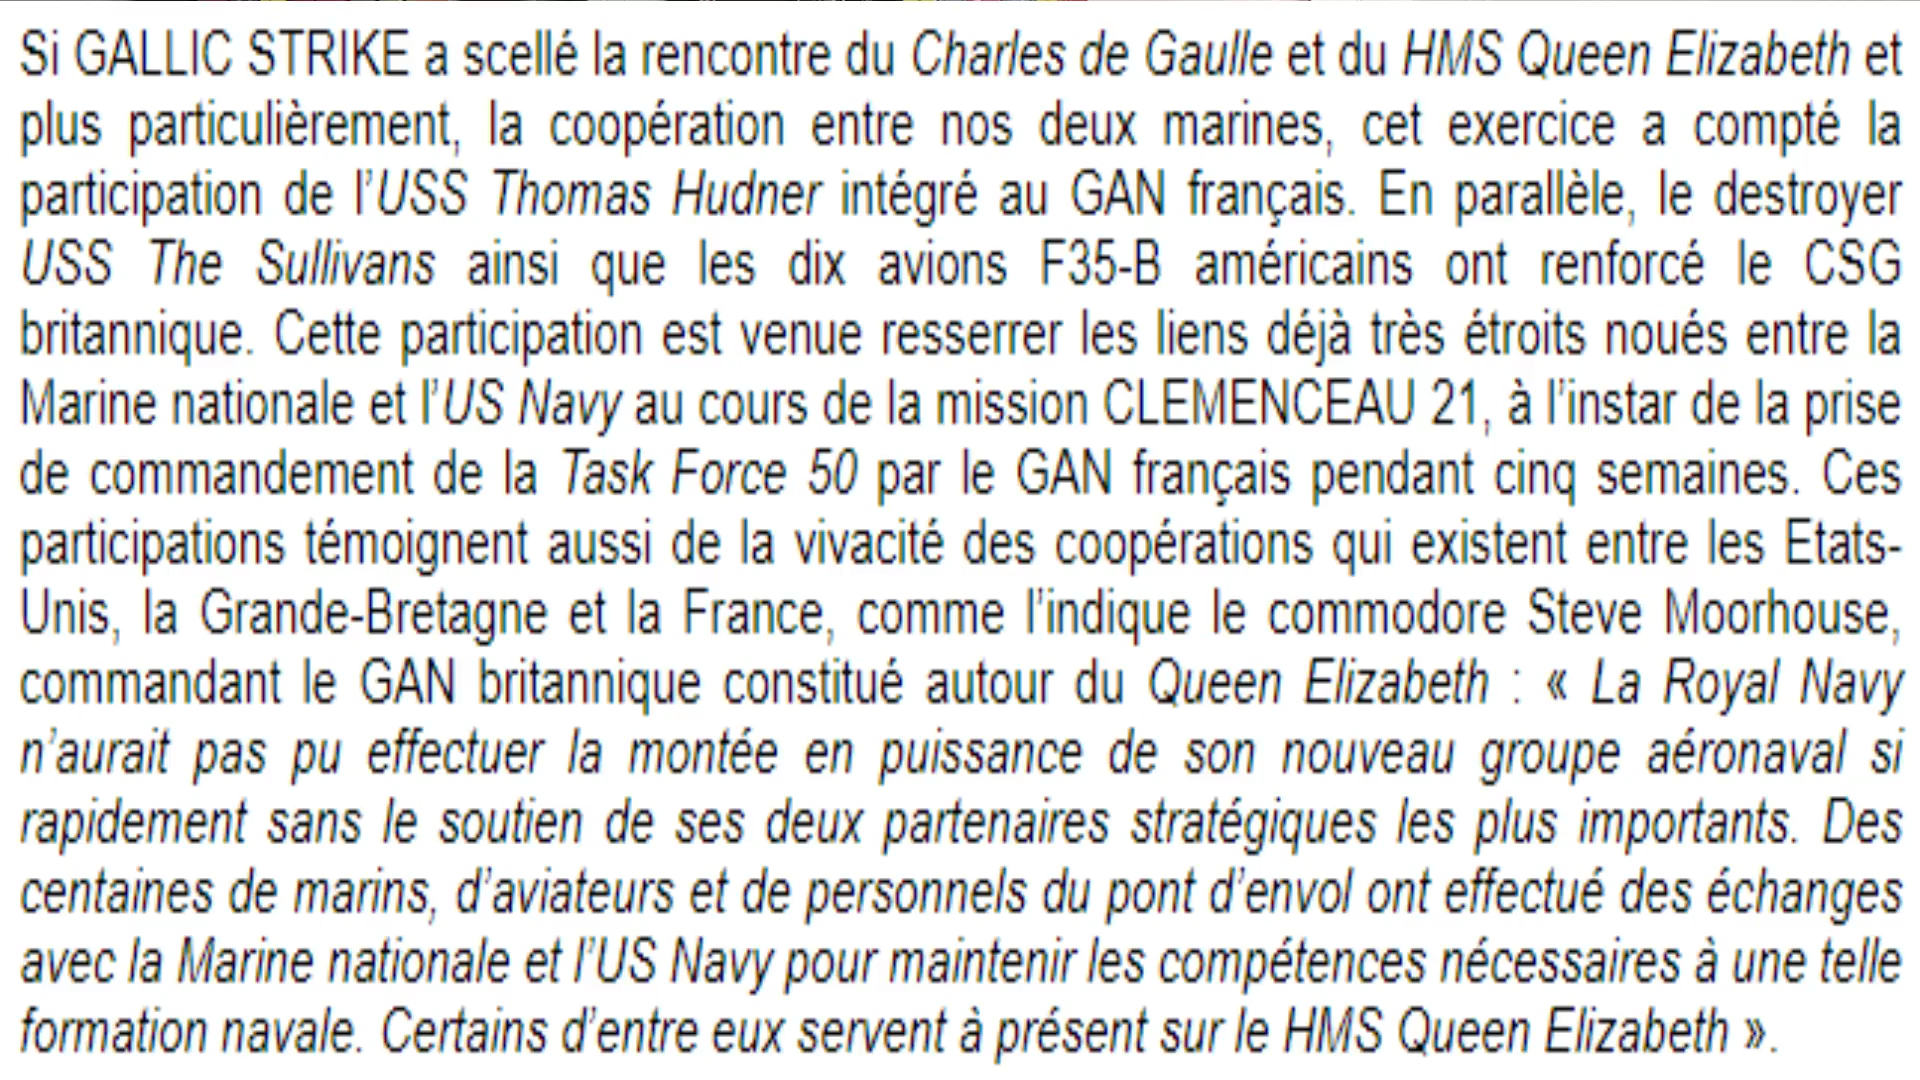 Si GALLIC STRIKE a scellé la rencontre du Charles de Gaulle et du HMS Queen Elizabeth et
plus particulièrement, la coopération entre nos deux marines, cet exercice a compté la
participation de l’USS Thomas Hudner intégré au GAN français. En parallèle, le destroyer
USS The Sullivans ainsi que les dix avions F35-B américains ont renforcé le CSG
britannique. Cette participation est venue resserrer les liens déjà très étroits noués entre la
Marine nationale et l’US Navy au cours de la mission CLEMENCEAU 21, à l’instar de la prise
de commandement de la Task Force 50 par le GAN français pendant cinq semaines. Ces
participations témoignent aussi de la vivacité des coopérations qui existent entre les Etats-
Unis, la Grande-Bretagne et la France, comme l’indique le commodore Steve Moorhouse,
commandant le GAN britannique constitué autour du Queen Elizabeth : « La Royal Navy
n’aurait pas pu effectuer la montée en puissance de son nouveau groupe aéronaval si
rapidement sans le soutien de ses deux partenaires stratégiques les plus importants. Des
centaines de marins, d’aviateurs et de personnels du pont d’envol ont effectué des échanges
avec la Marine nationale et l’US Navy pour maintenir les compétences nécessaires à une telle
formation navale. Certains d’entre eux servent à présent sur le HMS Queen Elizabeth ».